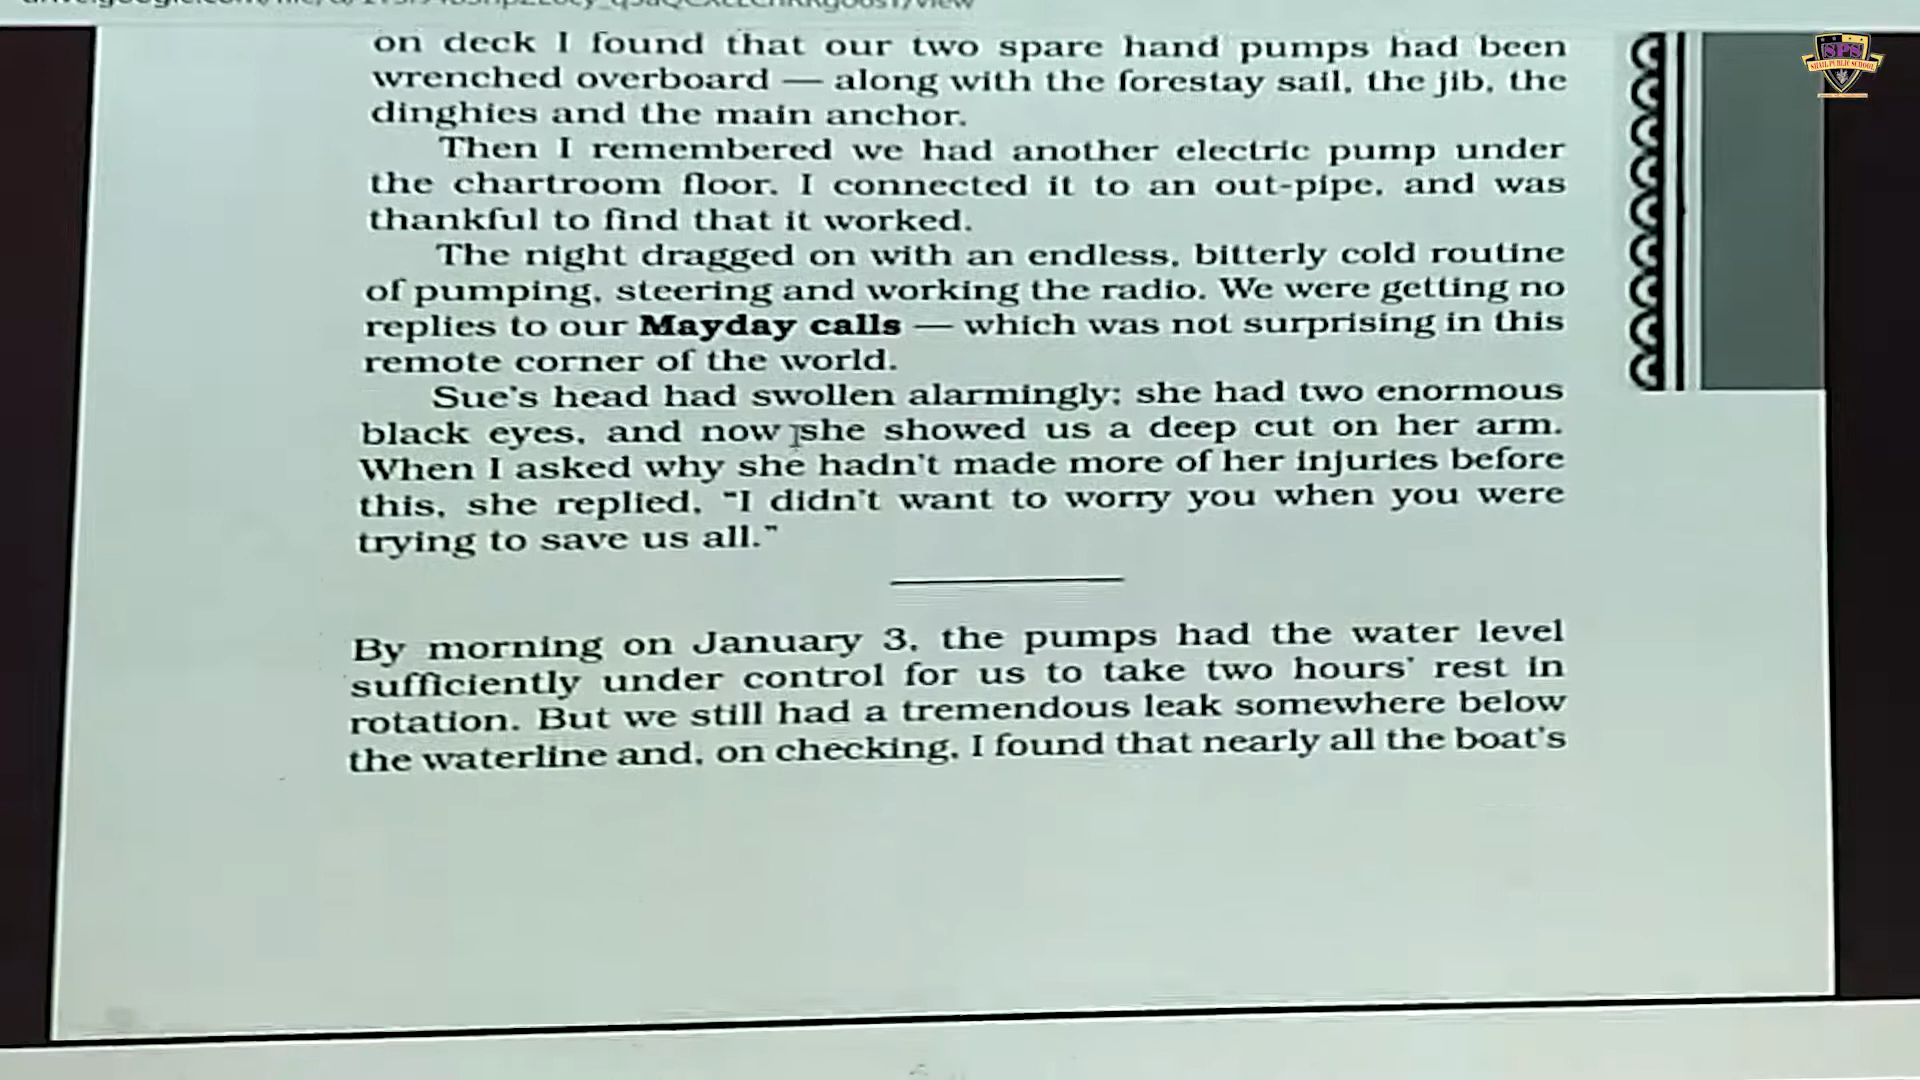 on deck I found that our two spare hand pumps had been
wrenched overboard — along with the forestay sail, the jib, the
dinghies and the main anchor.
Then I remembered we had another electric pump under
the chartroom floor. I connected it to an out-pipe, and was
thankful to find that it worked.
The night dragged on with an endless, bitterly cold routine
of pumping, steering and working the radio. We were getting no
replies to our Mayday calls — which was not surprising in this
remote corner of the world.
Sue's head had swollen alarmingly; she had two enormous
black eyes, and now she showed us a deep cut on her arm.
When I asked why she hadn't made more of her injuries before
this, she replied, "I didn't want to worry you when you were
trying to save us all."
By morning on January 3, the pumps had the water level
sufficiently under control for us to take two hours' rest in
rotation. But we still had a tremendous leak somewhere below
the waterline and, on checking, I found that nearly all the boat's
SPS
SHAIL PUBLIC SCHOOL